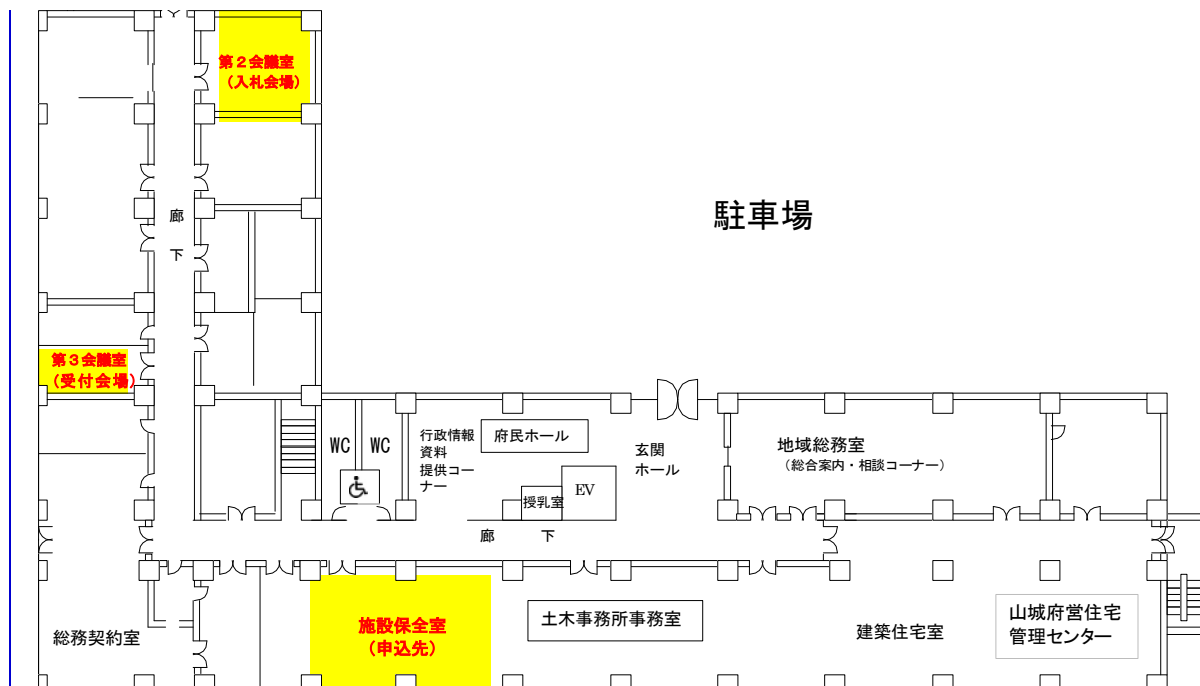 第２会議室
（入札会場）
廊
下
駐車場
第３会議室
（受付会場）
WC
WC
行政情報
資料
提供コー
ナー
府民ホール
玄関
ホール
地域総務室
（総合案内・相談コーナー）
授乳室
EV
廊　下
総務契約室
施設保全室
（申込先）
土木事務所事務室
建築住宅室
山城府営住宅
管理センター